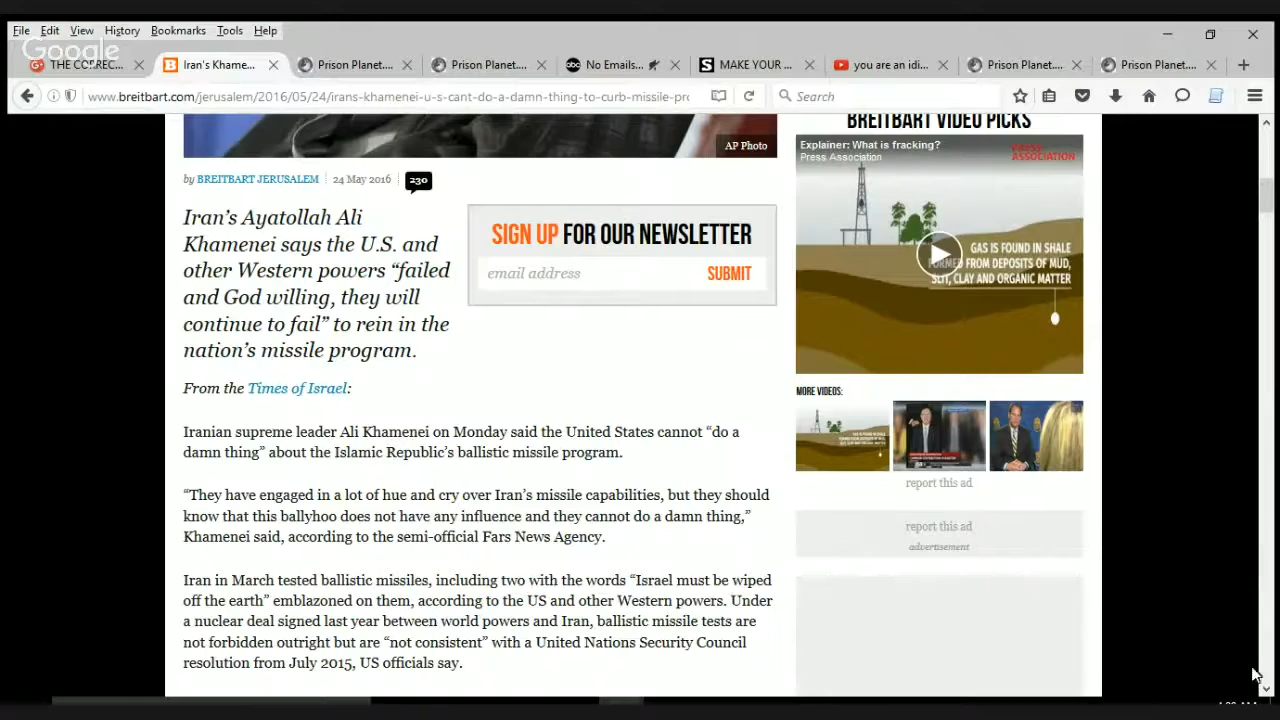 File Edit View History Bookmarks Tools Help
Google
THE CORREC...
Iran's Khame...
Prison Planet....
Prison Planet....
No Emails...
MAKE YOUR ...
you are an idi...
Prison Planet....
Prison Planet....
www.breitbart.com/jerusalem/2016/05/24/irans-khamenei-u-s-cant-do-a-damn-thing-to-curb-missile-pro
Search
AP Photo
by BREITBART JERUSALEM 24 May 2016 230
Iran's Ayatollah Ali
Khamenei says the U.S. and
other Western powers “failed
and God willing, they will
continue to fail” to rein in the
nation's missile program.
SIGN UP FOR OUR NEWSLETTER
email address SUBMIT
From the Times of Israel:
Iranian supreme leader Ali Khamenei on Monday said the United States cannot “do a
damn thing” about the Islamic Republic's ballistic missile program.
“They have engaged in a lot of hue and cry over Iran's missile capabilities, but they should
know that this ballyhoo does not have any influence and they cannot do a damn thing,”
Khamenei said, according to the semi-official Fars News Agency.
Iran in March tested ballistic missiles, including two with the words “Israel must be wiped
off the earth” emblazoned on them, according to the US and other Western powers. Under
a nuclear deal signed last year between world powers and Iran, ballistic missile tests are
not forbidden outright but are “not consistent” with a United Nations Security Council
resolution from July 2015, US officials say.
BREITBART VIDEO PICKS
Explainer: What is fracking?
Press Association
PRESS
ASSOCIATION
GAS IS FOUND IN SHALE
FORMED FROM DEPOSITS OF MUD,
SLIT, CLAY AND ORGANIC MATTER
MORE VIDEOS:
report this ad
report this ad
advertisement